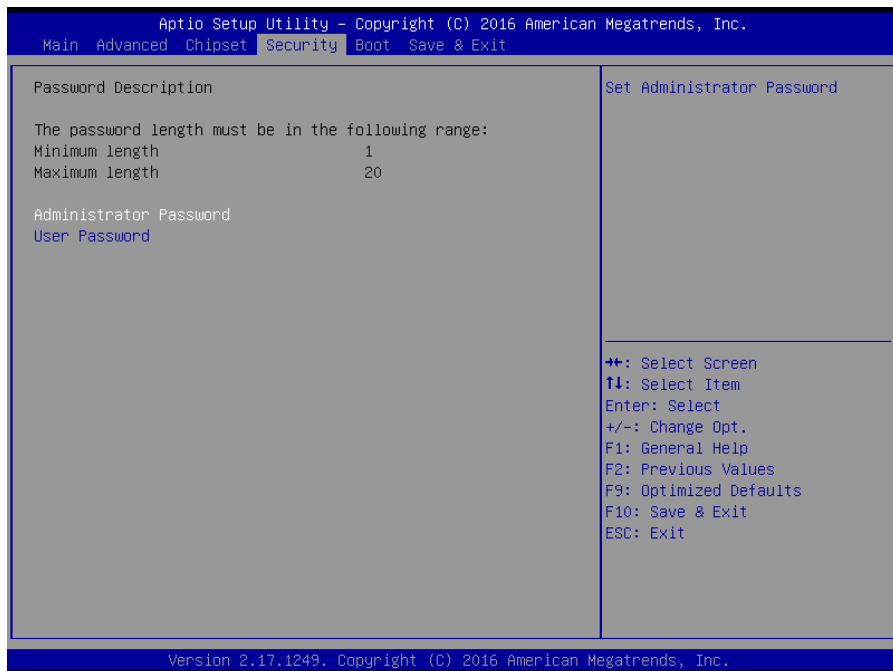 Aptio Setup Utility – Copyright (C) 2016 American Megatrends, Inc.
Main Advanced Chipset Security Boot Save & Exit
Password Description
The password length must be in the following range:
Minimum length 1
Maximum length 20
Administrator Password
User Password
Set Administrator Password
→←: Select Screen
↑↓: Select Item
Enter: Select
+/-: Change Opt.
F1: General Help
F2: Previous Values
F9: Optimized Defaults
F10: Save & Exit
ESC: Exit
Version 2.17.1249. Copyright (C) 2016 American Megatrends, Inc.